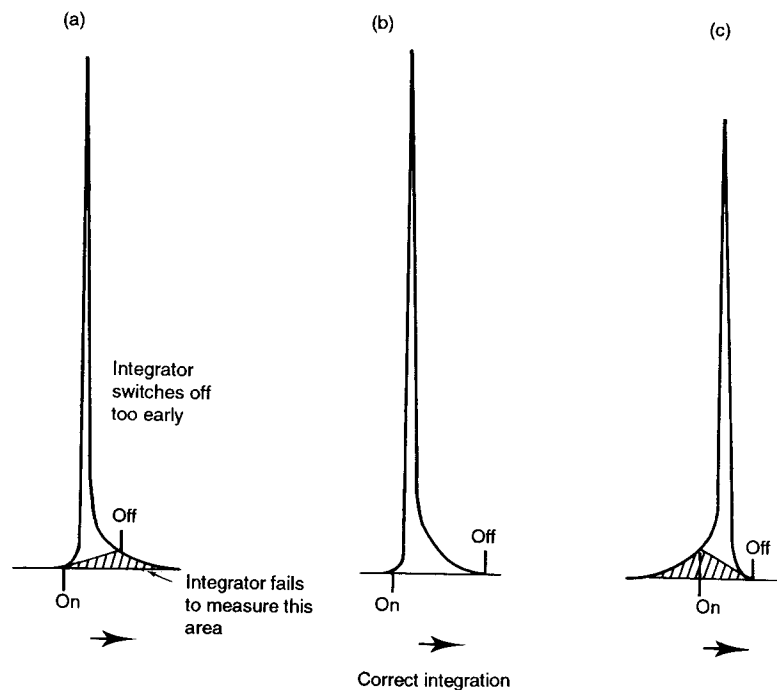 (a)
(b)
(c)
Integrator
switches off
too early
Off
On
Integrator fails
to measure this
area
Off
On
Off
On
Correct integration